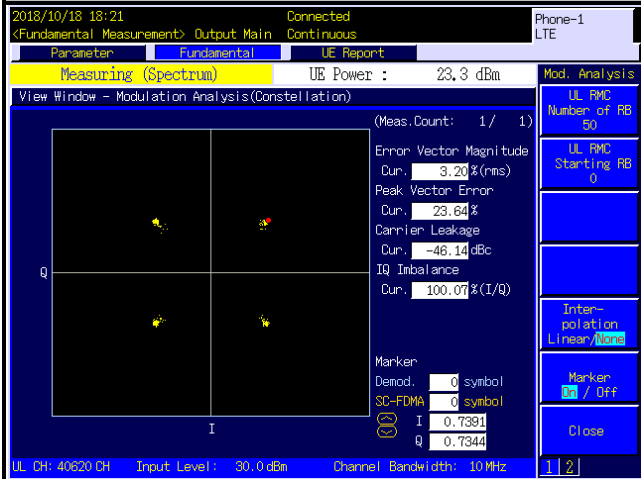 2018/10/18 18:21 Connected Phone-1
<Fundamental Measurement> Output Main Continuous LTE
Parameter Fundamental UE Report
Measuring (Spectrum) UE Power : 23.3 dBm Mod. Analysis
View Window - Modulation Analysis(Constellation)
UL RMC
Number of RB
50
(Meas.Count: 1/ 1)
Error Vector Magnitude
Cur. 3.20 %(rms)
Peak Vector Error
Cur. 23.64 %
Carrier Leakage
Cur. -46.14 dBc
IQ Imbalance
Cur. 100.07 %(I/Q)
UL RMC
Starting RB
0
Q
I
Inter-
polation
Linear/None
Marker
Demod. 0 symbol
SC-FDMA 0 symbol
I 0.7391
Q 0.7344
Marker
On / Off
Close
UL CH: 40620 CH Input Level: 30.0 dBm Channel Bandwidth: 10 MHz 1 2